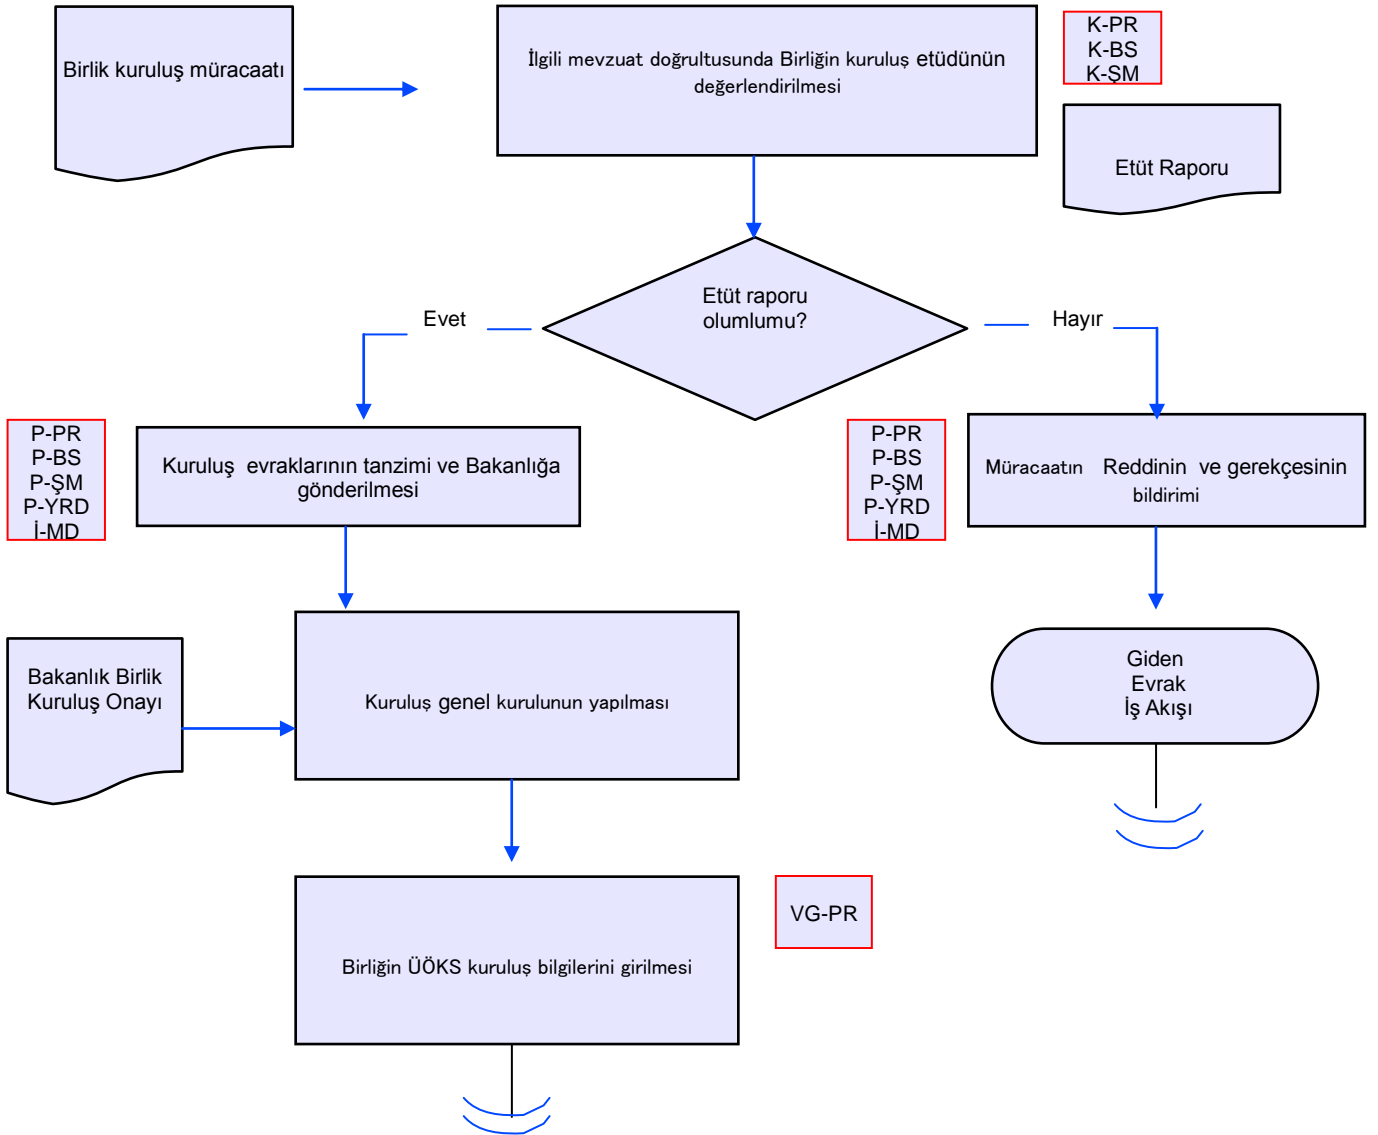 Birlik kuruluş müracaatı
İlgili mevzuat doğrultusunda Birliğin kuruluş etüdünün
değerlendirilmesi
K-PR
K-BS
K-ŞM
Etüt Raporu
Etüt raporu
olumlumu?
Evet
Hayır
P-PR
P-BS
P-ŞM
P-YRD
İ-MD
Kuruluş evraklarının tanzimi ve Bakanlığa
gönderilmesi
P-PR
P-BS
P-ŞM
P-YRD
İ-MD
Müracaatın Reddinin ve gerekçesinin
bildirimi
Bakanlık Birlik
Kuruluş Onayı
Kuruluş genel kurulunun yapılması
Giden
Evrak
İş Akışı
Birliğin ÜÖKS kuruluş bilgilerini girilmesi
VG-PR